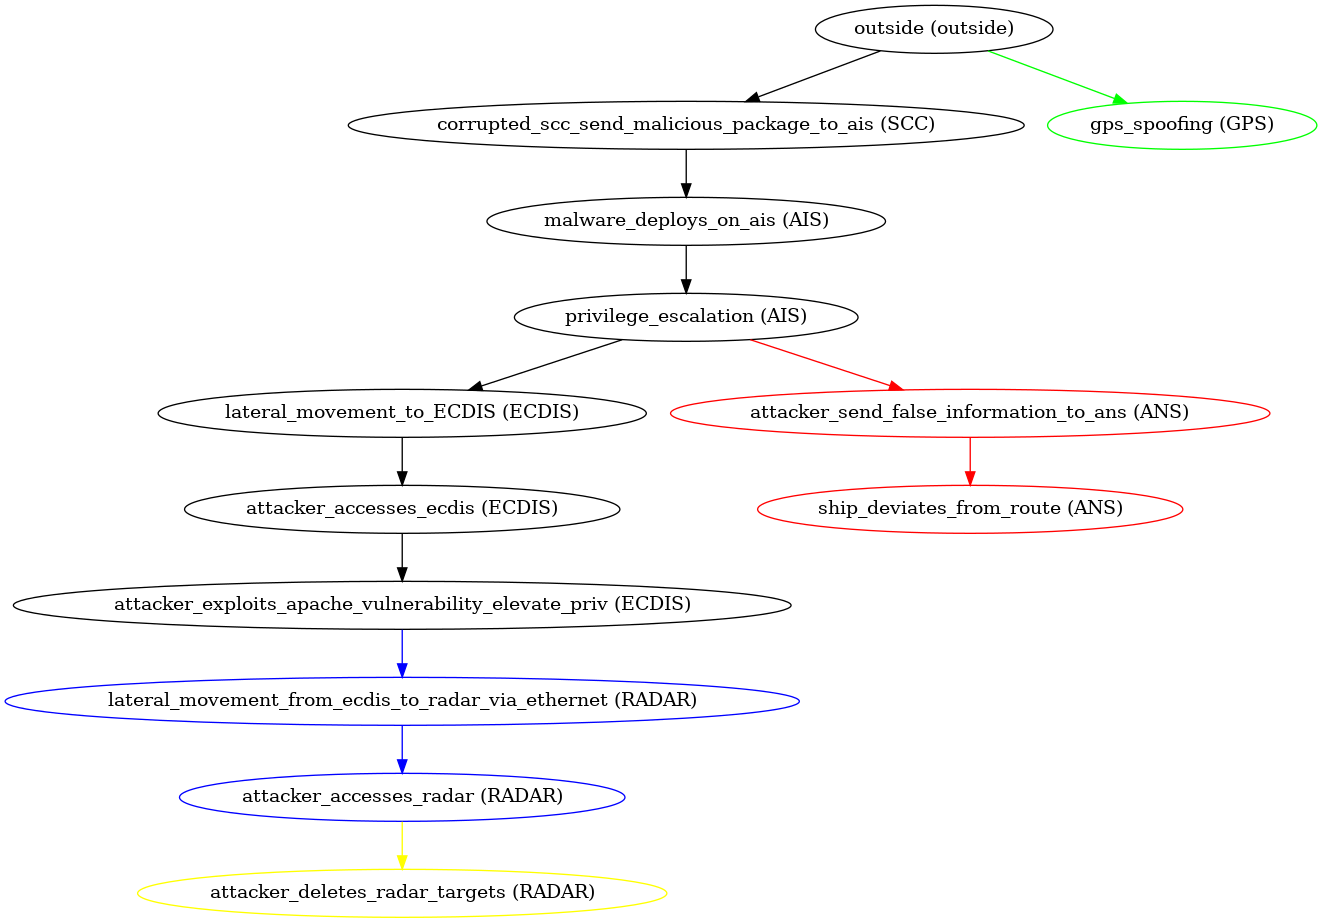 outside (outside)
corrupted_scc_send_malicious_package_to_ais (SCC)
gps_spoofing (GPS)
malware_deploys_on_ais (AIS)
privilege_escalation (AIS)
lateral_movement_to_ECDIS (ECDIS)
attacker_send_false_information_to_ans (ANS)
attacker_accesses_ecdis (ECDIS)
ship_deviates_from_route (ANS)
attacker_exploits_apache_vulnerability_elevate_priv (ECDIS)
lateral_movement_from_ecdis_to_radar_via_ethernet (RADAR)
attacker_accesses_radar (RADAR)
attacker_deletes_radar_targets (RADAR)